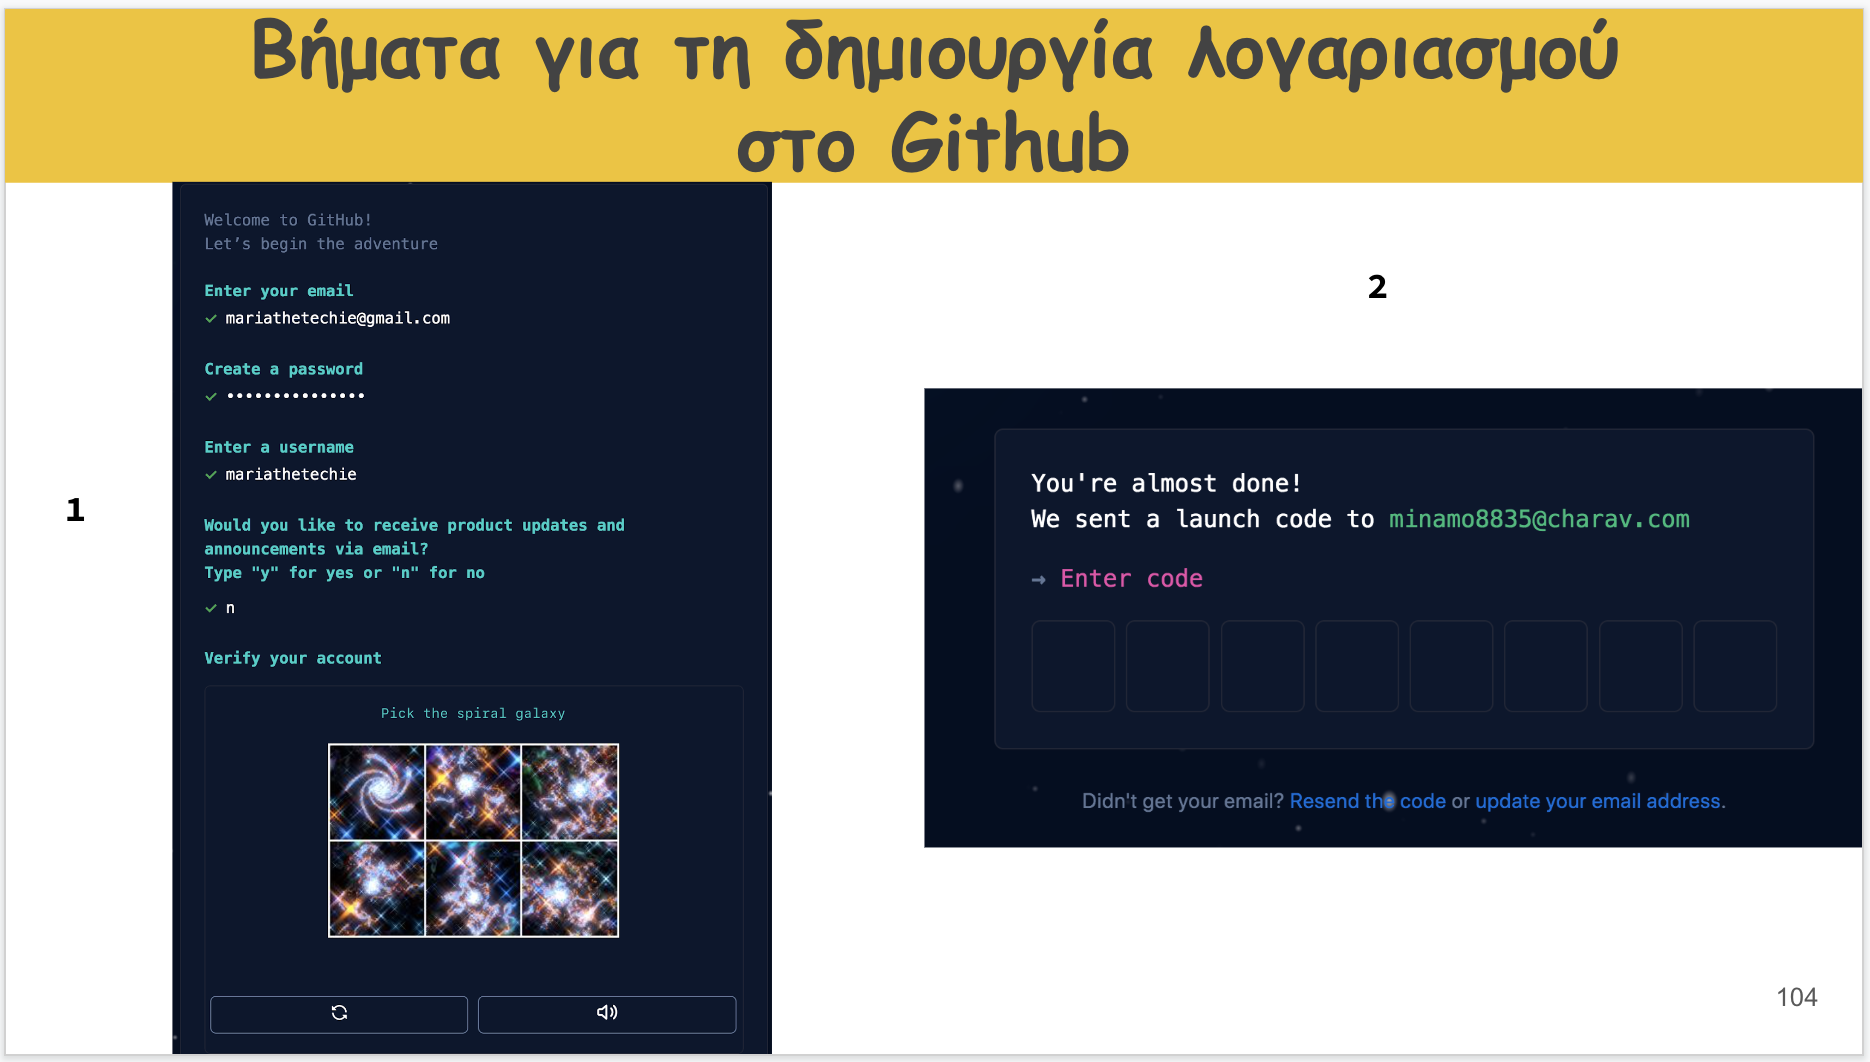 Βήματα για τη δημιουργία λογαριασμού
στο Github
1
Welcome to GitHub!
Let's begin the adventure
Enter your email
✓ mariathetechie@gmail.com
Create a password
✓ •••••••••••••••
Enter a username
✓ mariathetechie
Would you like to receive product updates and
announcements via email?
Type "y" for yes or "n" for no
✓ n
Verify your account
Pick the spiral galaxy
2
You're almost done!
We sent a launch code to minamo8835@charav.com
→ Enter code
Didn't get your email? Resend the code or update your email address.
104